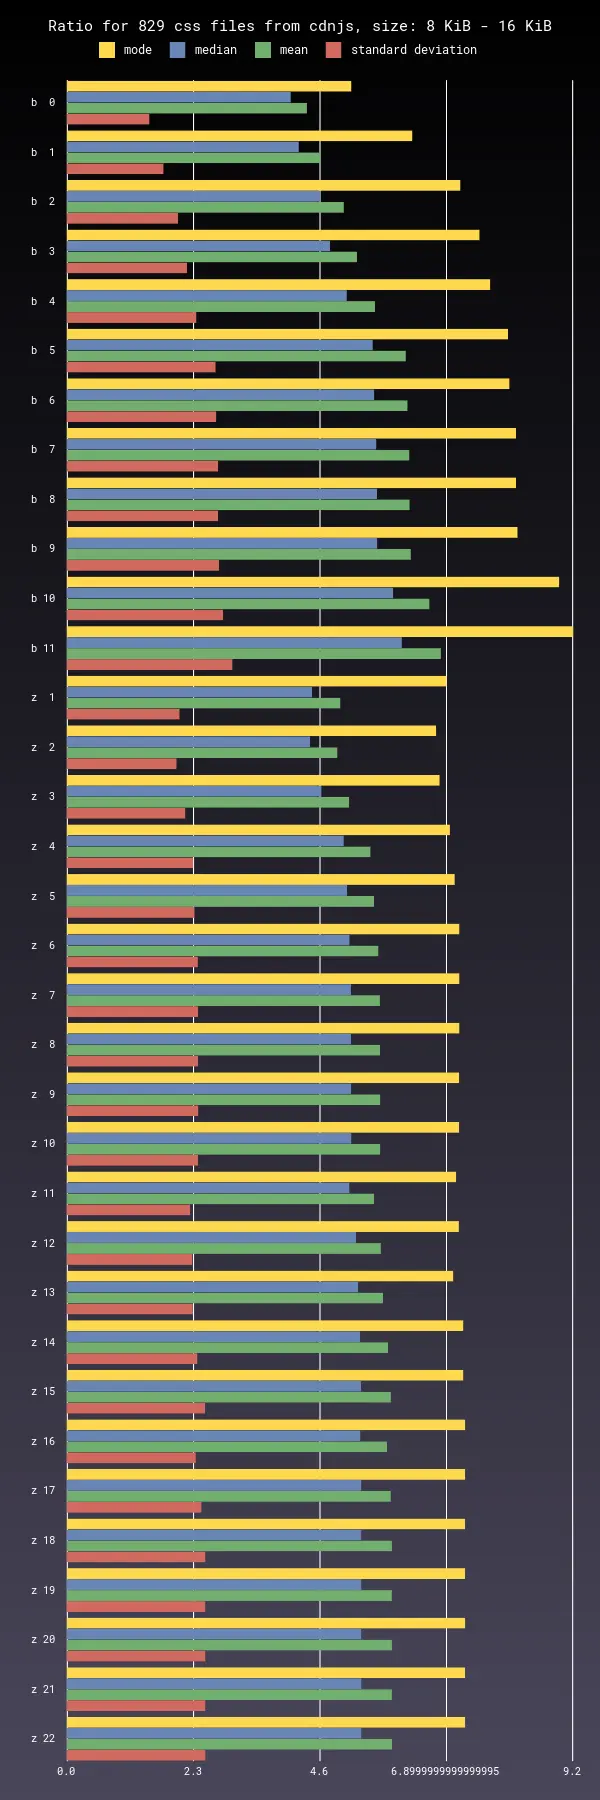 Ratio for 829 css files from cdnjs, size: 8 KiB - 16 KiB
mode median mean standard deviation
b 0
b 1
b 2
b 3
b 4
b 5
b 6
b 7
b 8
b 9
b 10
b 11
z 1
z 2
z 3
z 4
z 5
z 6
z 7
z 8
z 9
z 10
z 11
z 12
z 13
z 14
z 15
z 16
z 17
z 18
z 19
z 20
z 21
z 22
0.0 2.3 4.6 6.8999999999999995 9.2